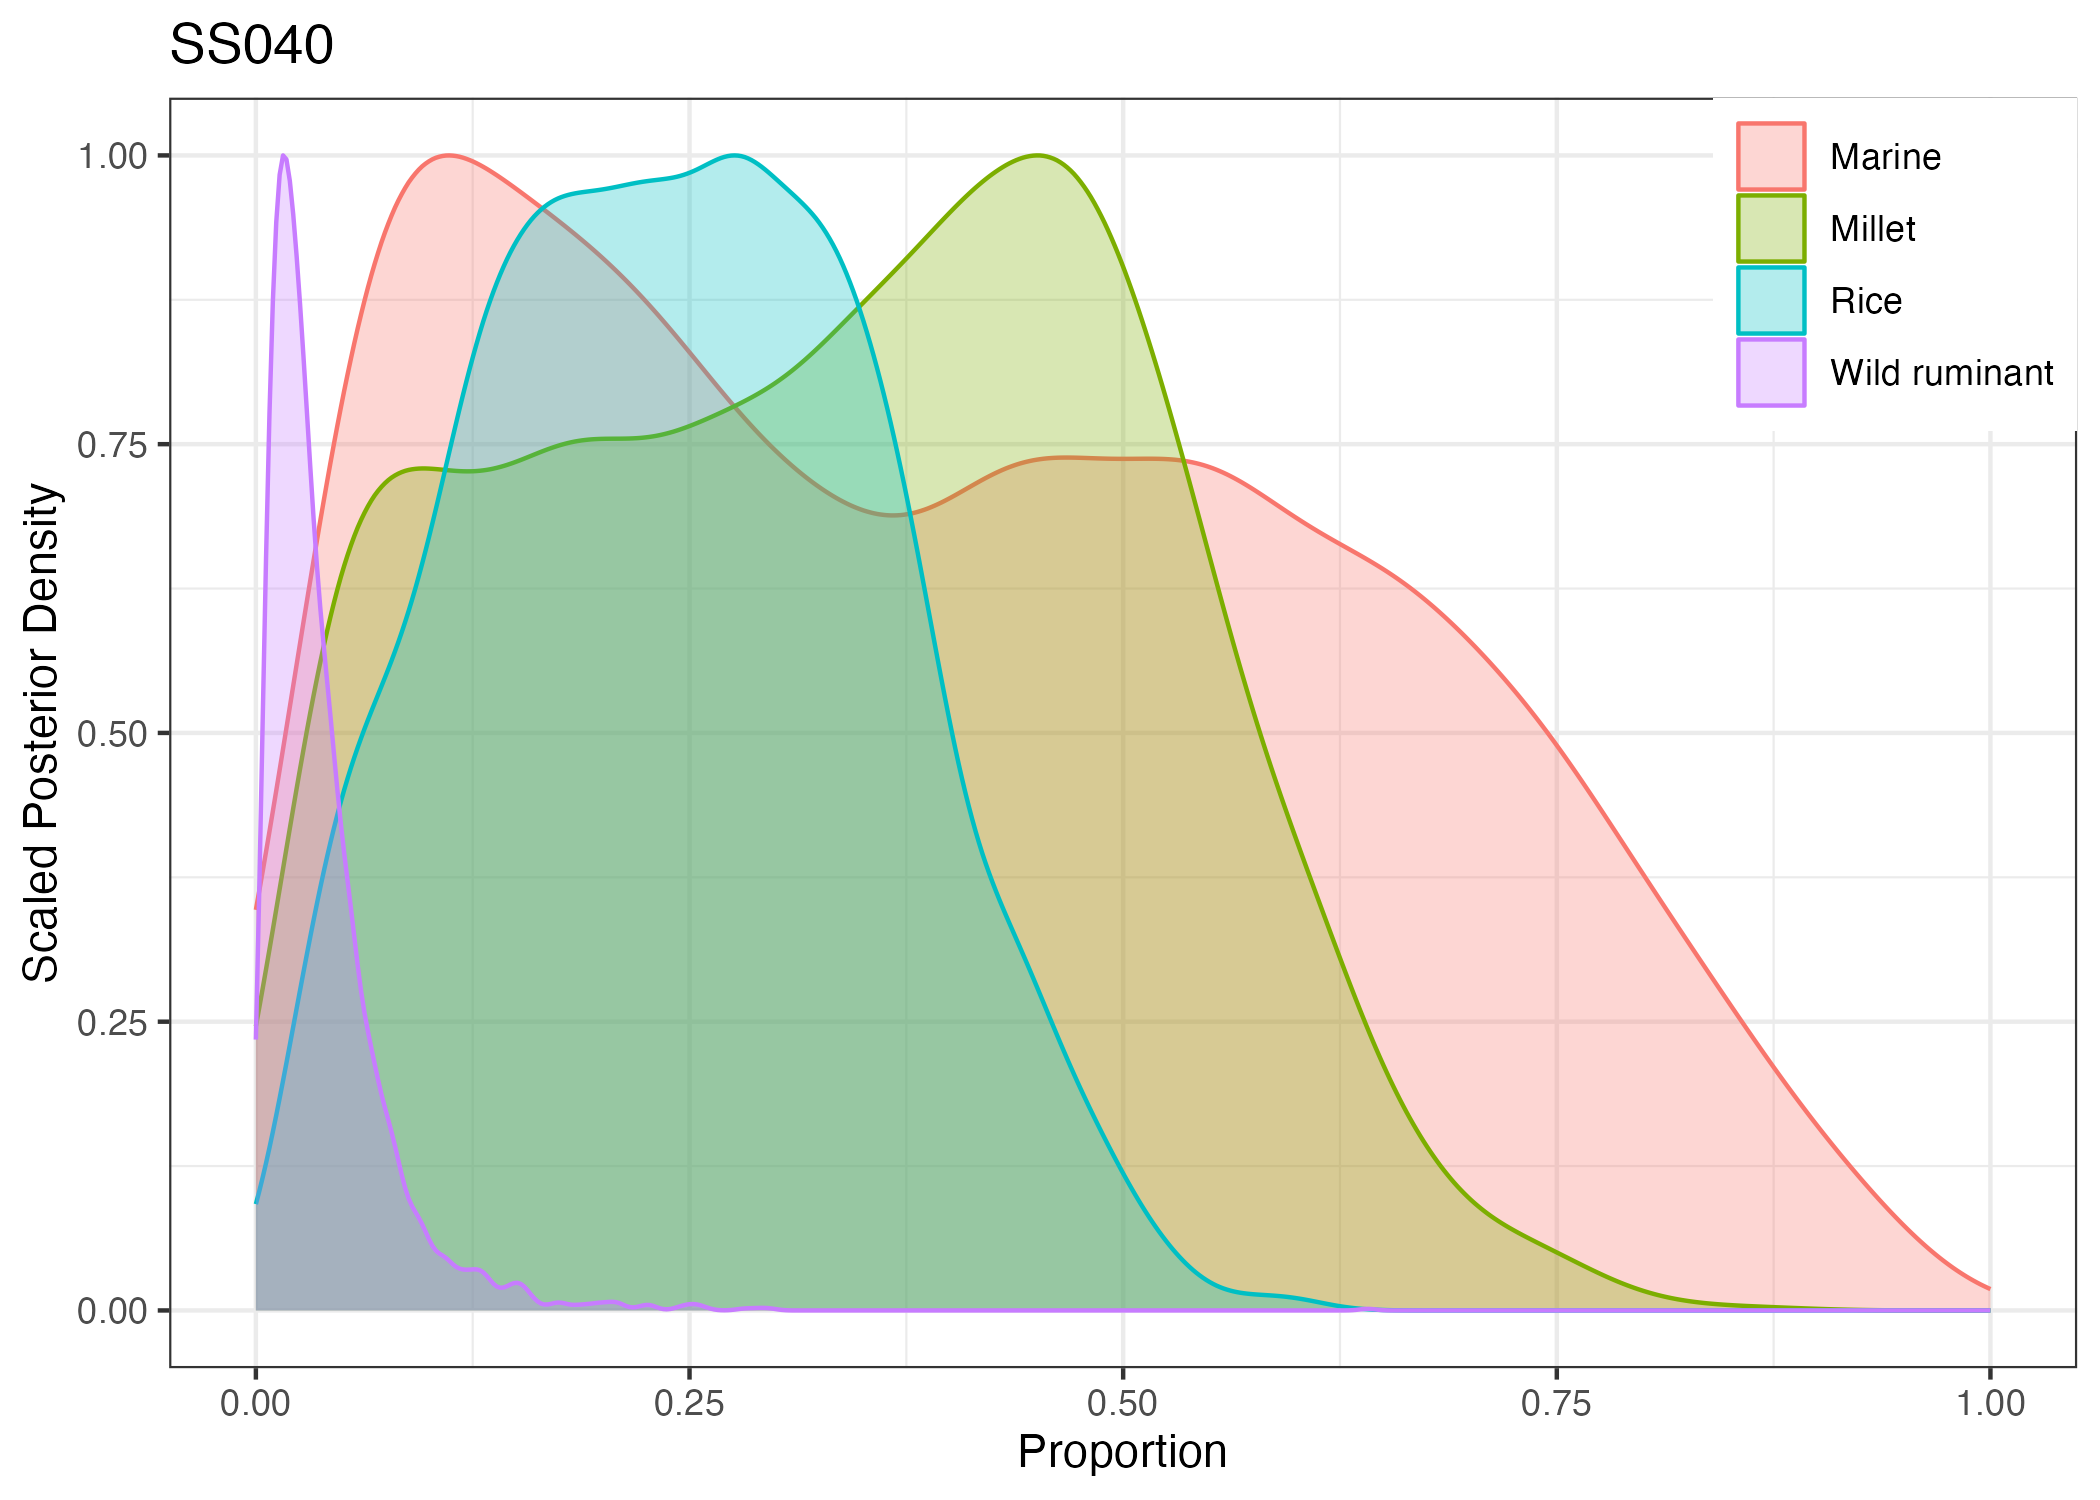 SS040
Scaled Posterior Density
1.00
0.75
0.50
0.25
0.00
Marine
Millet
Rice
Wild ruminant
0.00
0.25
0.50
0.75
1.00
Proportion